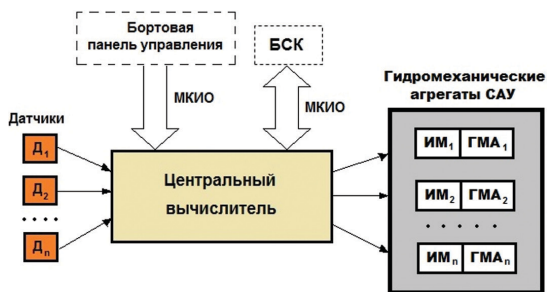 Бортовая
панель управления
БСК
МКИО
МКИО
Гидромеханические
агрегаты САУ
Датчики
Д1
Д2
. . . .
Дn
Центральный
вычислитель
ИМ1 ГМА1
ИМ2 ГМА2
. . . . .
ИМn ГМАn